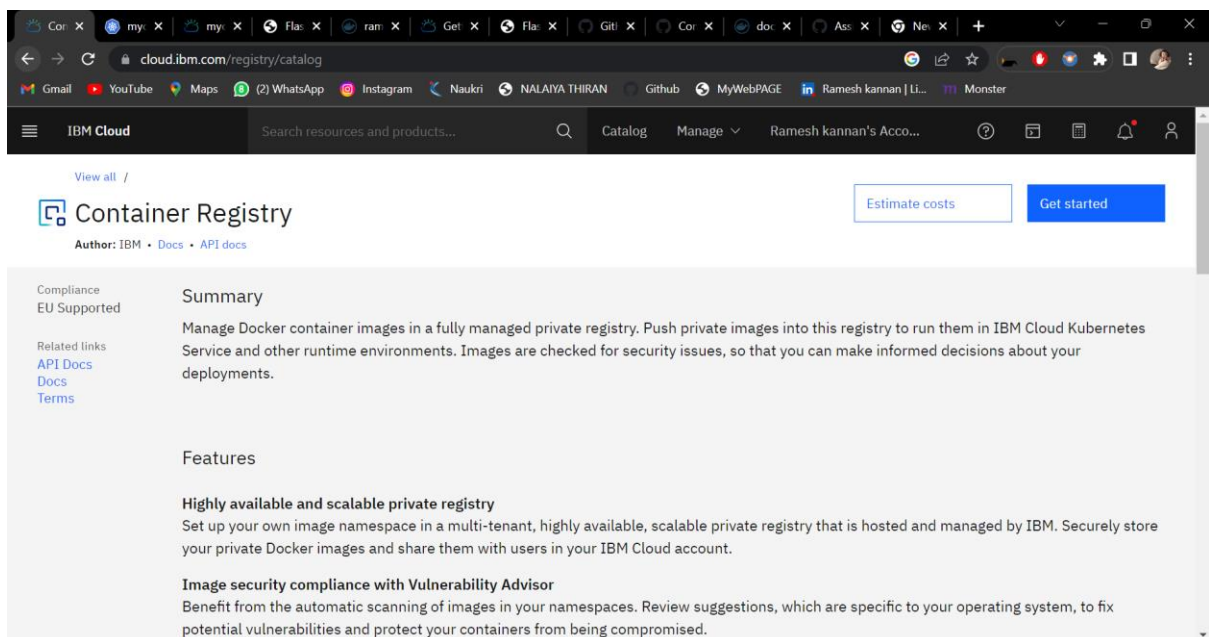 Con
myc
myc
Flas
ram
Get
Flas
Gitl
Cor
doc
Ass
Nev
cloud.ibm.com/registry/catalog
Gmail YouTube Maps (2) WhatsApp Instagram Naukri NALAIYA THIRAN Github MyWebPAGE Ramesh kannan | Li... Monster
IBM Cloud Search resources and products... Catalog Manage Ramesh kannan's Acco...
View all /
Container Registry
Author: IBM • Docs • API docs
Estimate costs
Get started
Compliance
EU Supported
Related links
API Docs
Docs
Terms
Summary
Manage Docker container images in a fully managed private registry. Push private images into this registry to run them in IBM Cloud Kubernetes
Service and other runtime environments. Images are checked for security issues, so that you can make informed decisions about your
deployments.
Features
Highly available and scalable private registry
Set up your own image namespace in a multi-tenant, highly available, scalable private registry that is hosted and managed by IBM. Securely store
your private Docker images and share them with users in your IBM Cloud account.
Image security compliance with Vulnerability Advisor
Benefit from the automatic scanning of images in your namespaces. Review suggestions, which are specific to your operating system, to fix
potential vulnerabilities and protect your containers from being compromised.